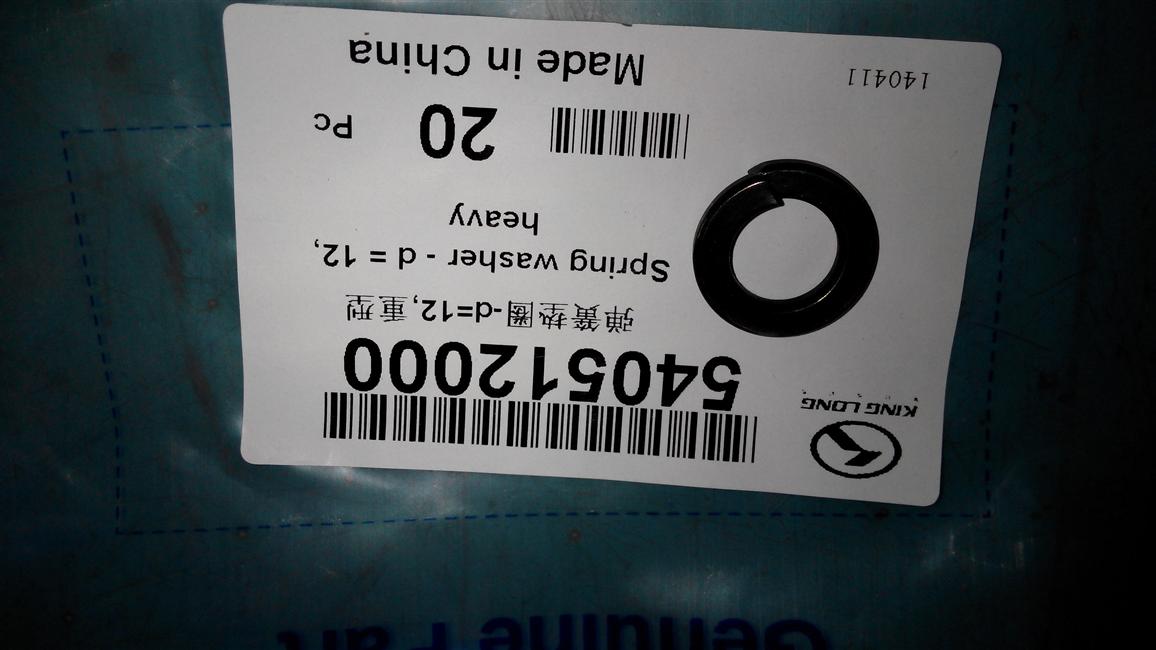 KING LONG
540512000
弹簧垫圈-d=12,重型
Spring washer - d = 12,
heavy
20 Pc
Made in China
140411
Genuine Part